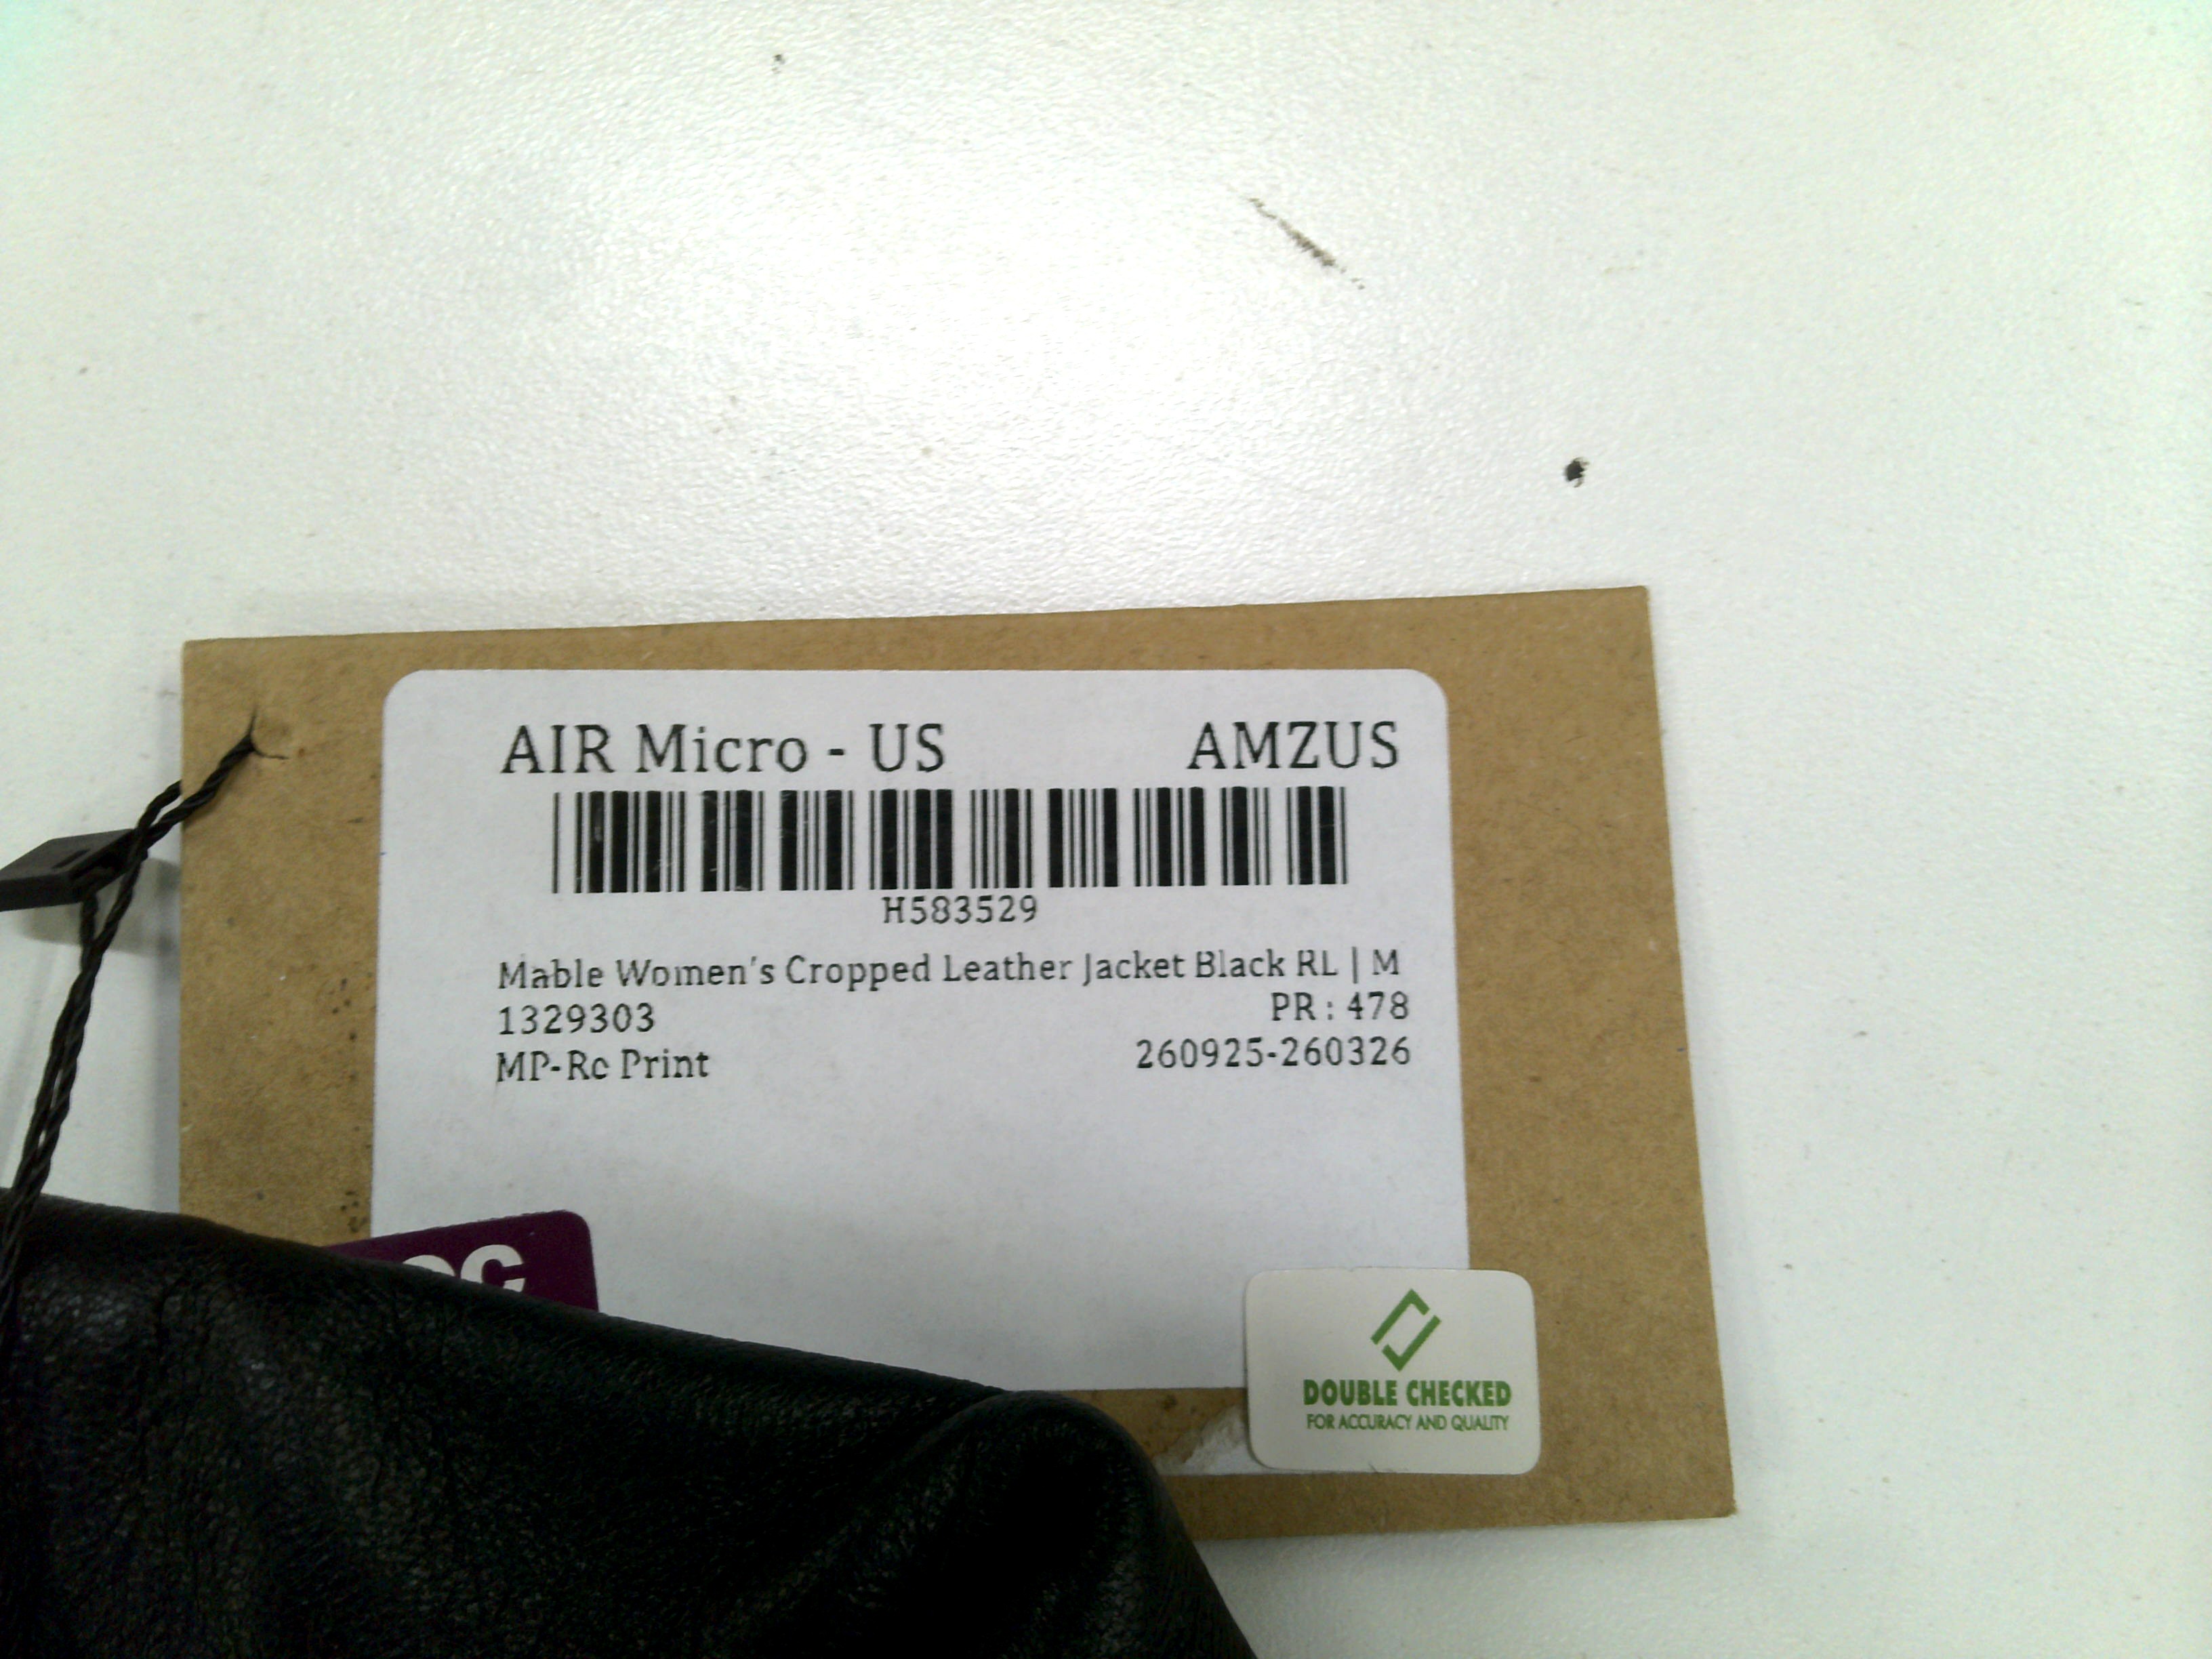 AIR Micro - US AMZUS
H583529
Mable Women's Cropped Leather Jacket Black RL | M
1329303 PR : 478
MP-Re Print 260925-260326
DOUBLE CHECKED
FOR ACCURACY AND QUALITY